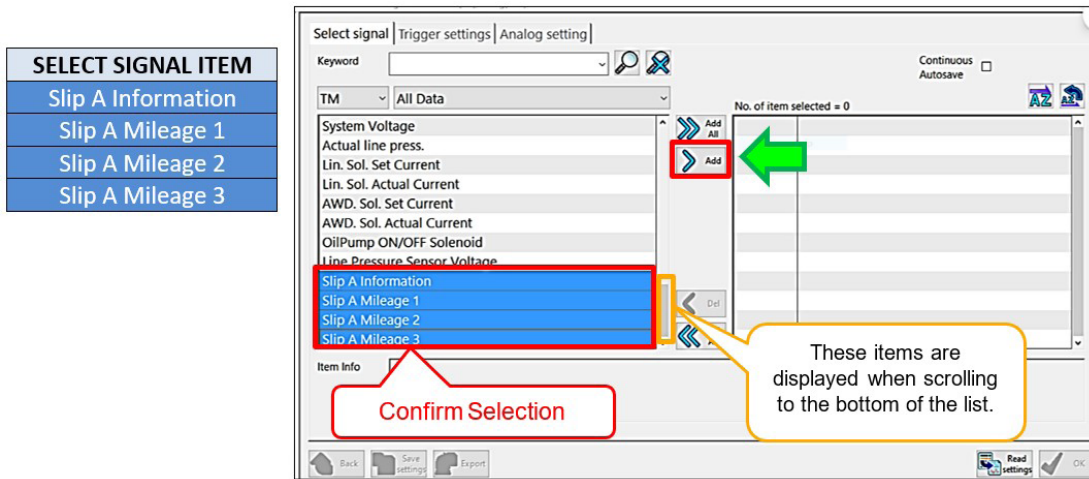 SELECT SIGNAL ITEM
Slip A Information
Slip A Mileage 1
Slip A Mileage 2
Slip A Mileage 3
Select signal
Trigger settings
Analog setting
Keyword
Continuous
Autosave
TM
All Data
No. of item selected = 0
AZ
AZ
System Voltage
Actual line press.
Lin. Sol. Set Current
Lin. Sol. Actual Current
AWD. Sol. Set Current
AWD. Sol. Actual Current
OilPump ON/OFF Solenoid
Line Pressure Sensor Voltage
Slip A Information
Slip A Mileage 1
Slip A Mileage 2
Slip A Mileage 3
Add
All
Add
Del
Item Info
Confirm Selection
These items are
displayed when scrolling
to the bottom of the list.
Back
Save
settings
Export
Read
settings
OK